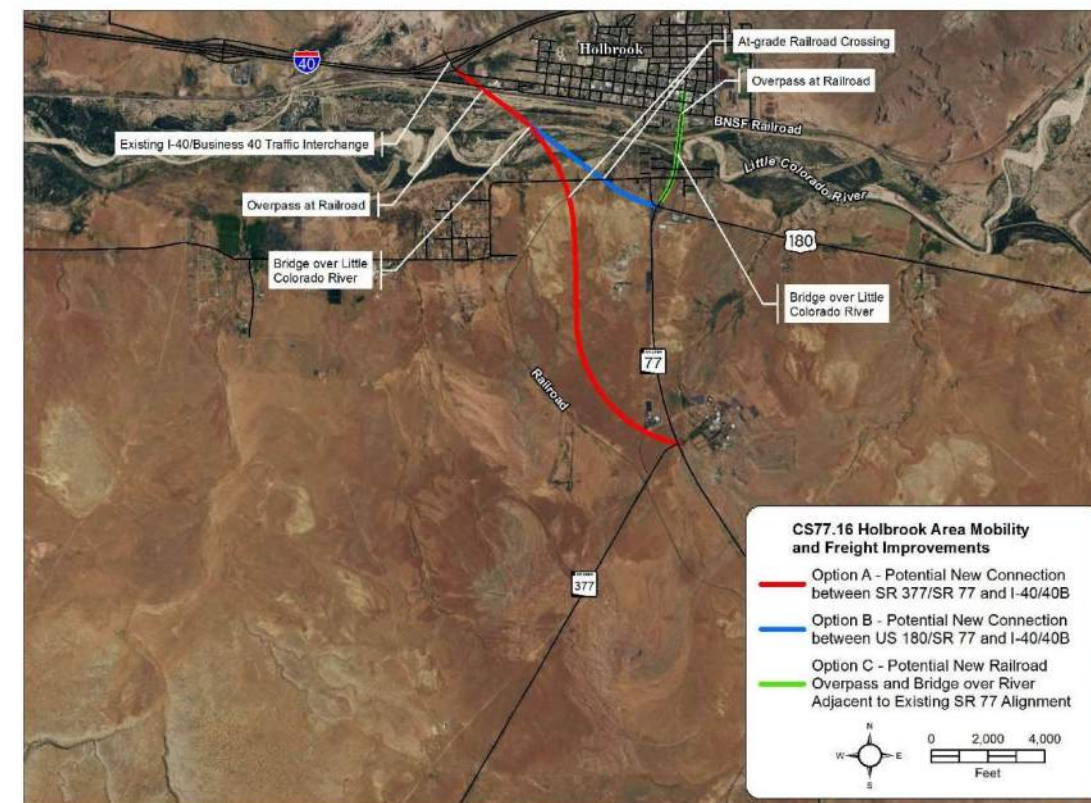 40
Holbrook
At-grade Railroad Crossing
Overpass at Railroad
BNSF Railroad
Existing I-40/Business 40 Traffic Interchange
Little Colorado River
Overpass at Railroad
180
Bridge over Little
Colorado River
Bridge over Little
Colorado River
77
Railroad
377
CS77.16 Holbrook Area Mobility
and Freight Improvements
Option A - Potential New Connection
between SR 377/SR 77 and I-40/40B
Option B - Potential New Connection
between US 180/SR 77 and I-40/40B
Option C - Potential New Railroad
Overpass and Bridge over River
Adjacent to Existing SR 77 Alignment
N
W E
S
0 2,000 4,000
Feet